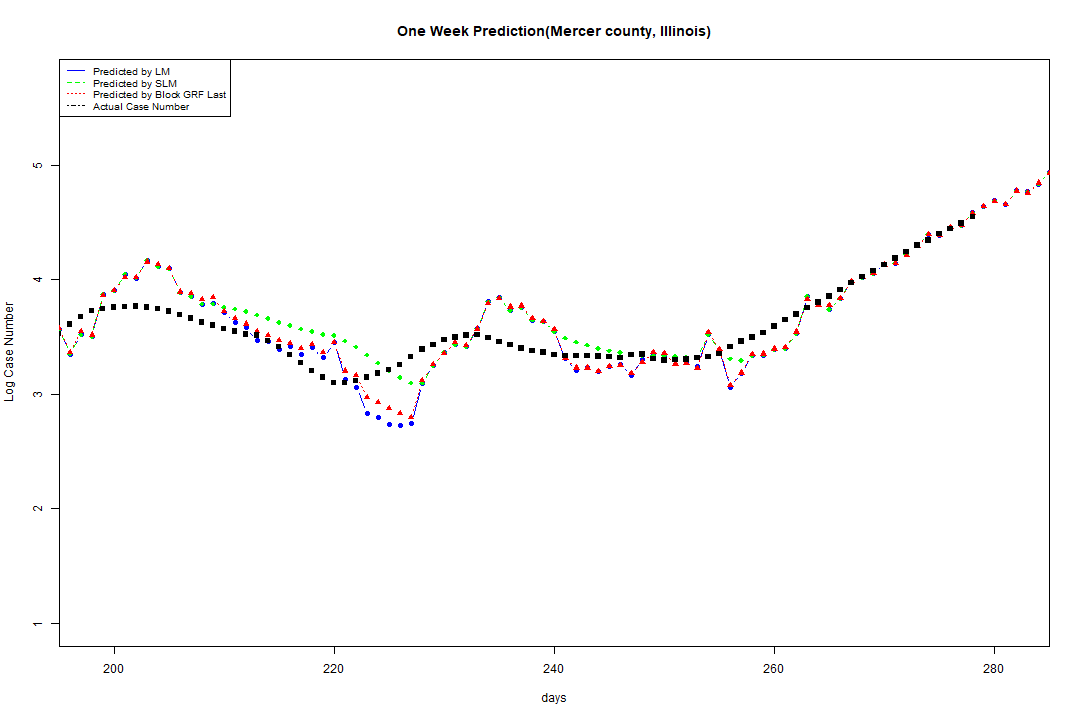 One Week Prediction(Mercer county, Illinois)
Predicted by LM
Predicted by SLM
Predicted by Block GRF Last
Actual Case Number
5
4
3
2
1
Log Case Number
200 220 240 260 280
days